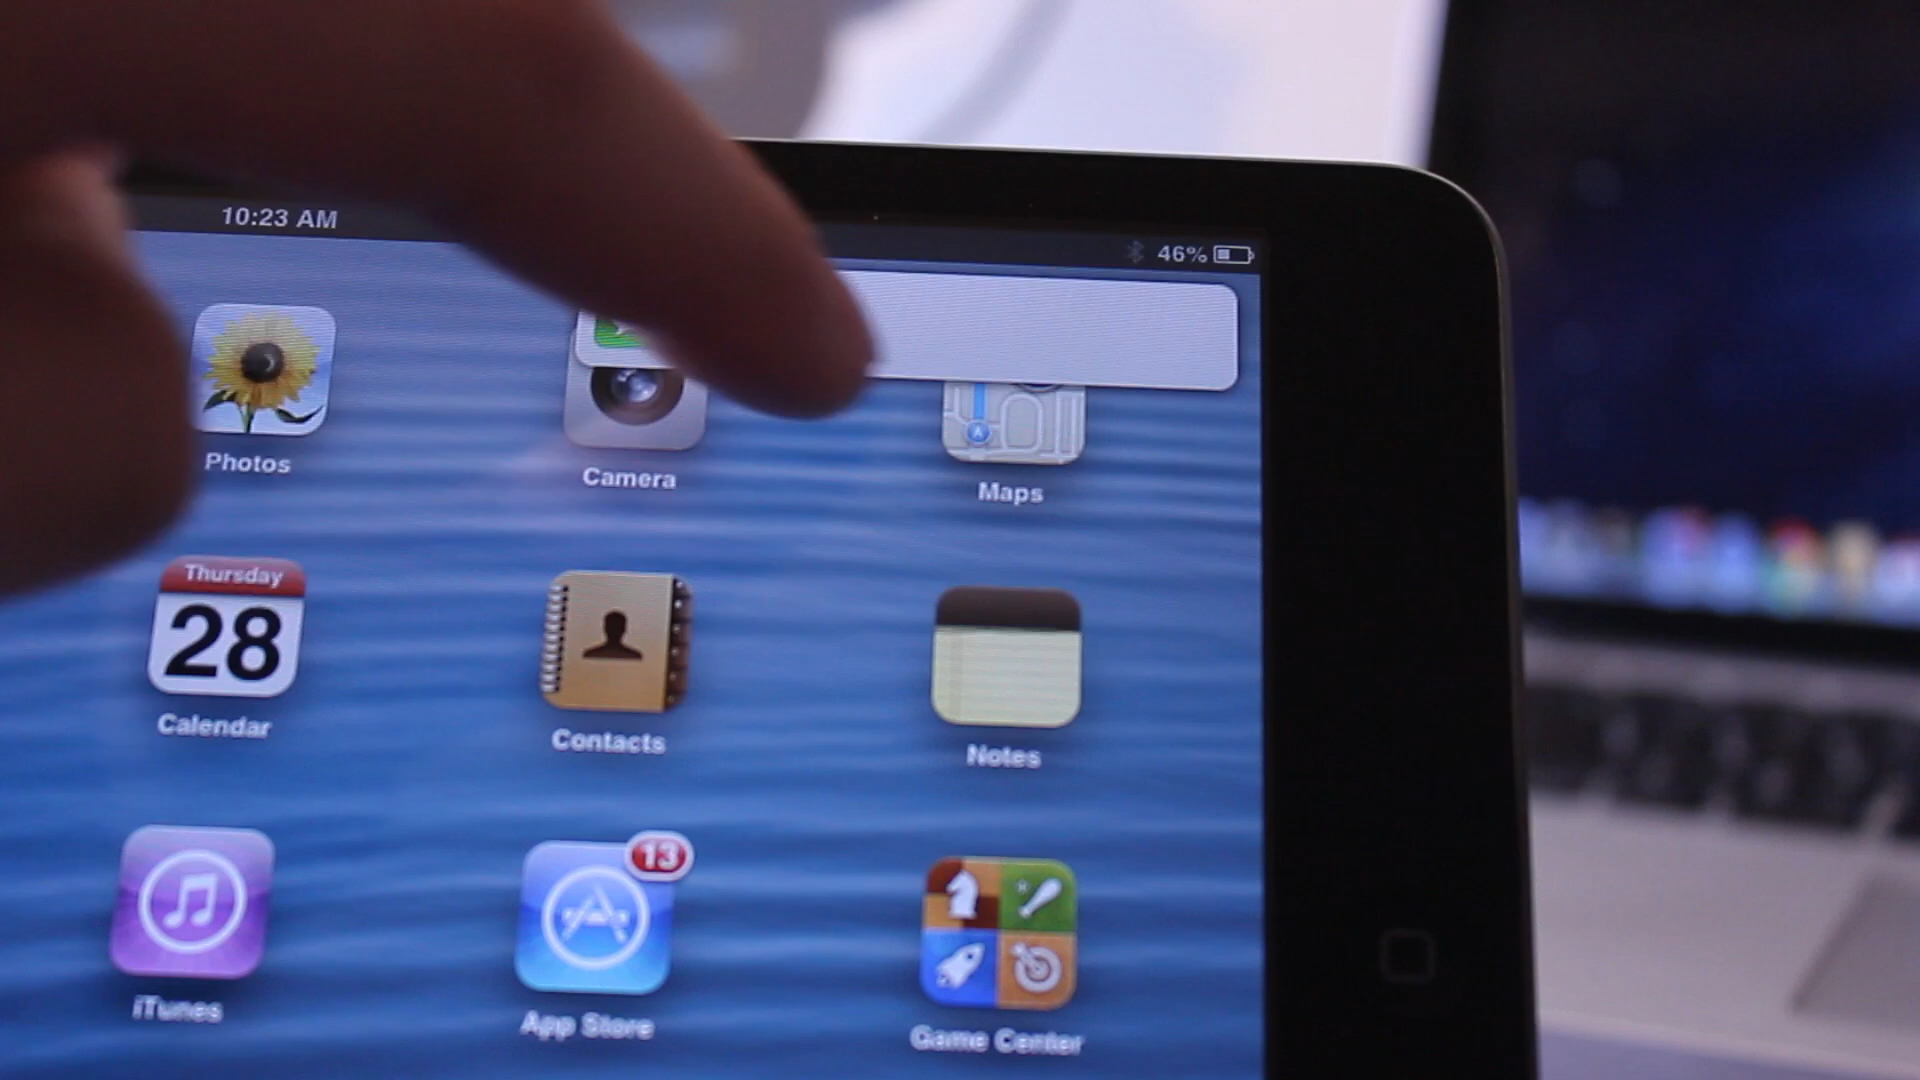 10:23 AM
46%
Photos
Camera
Maps
Thursday
28
Calendar
Contacts
Notes
13
iTunes
App Store
Game Center